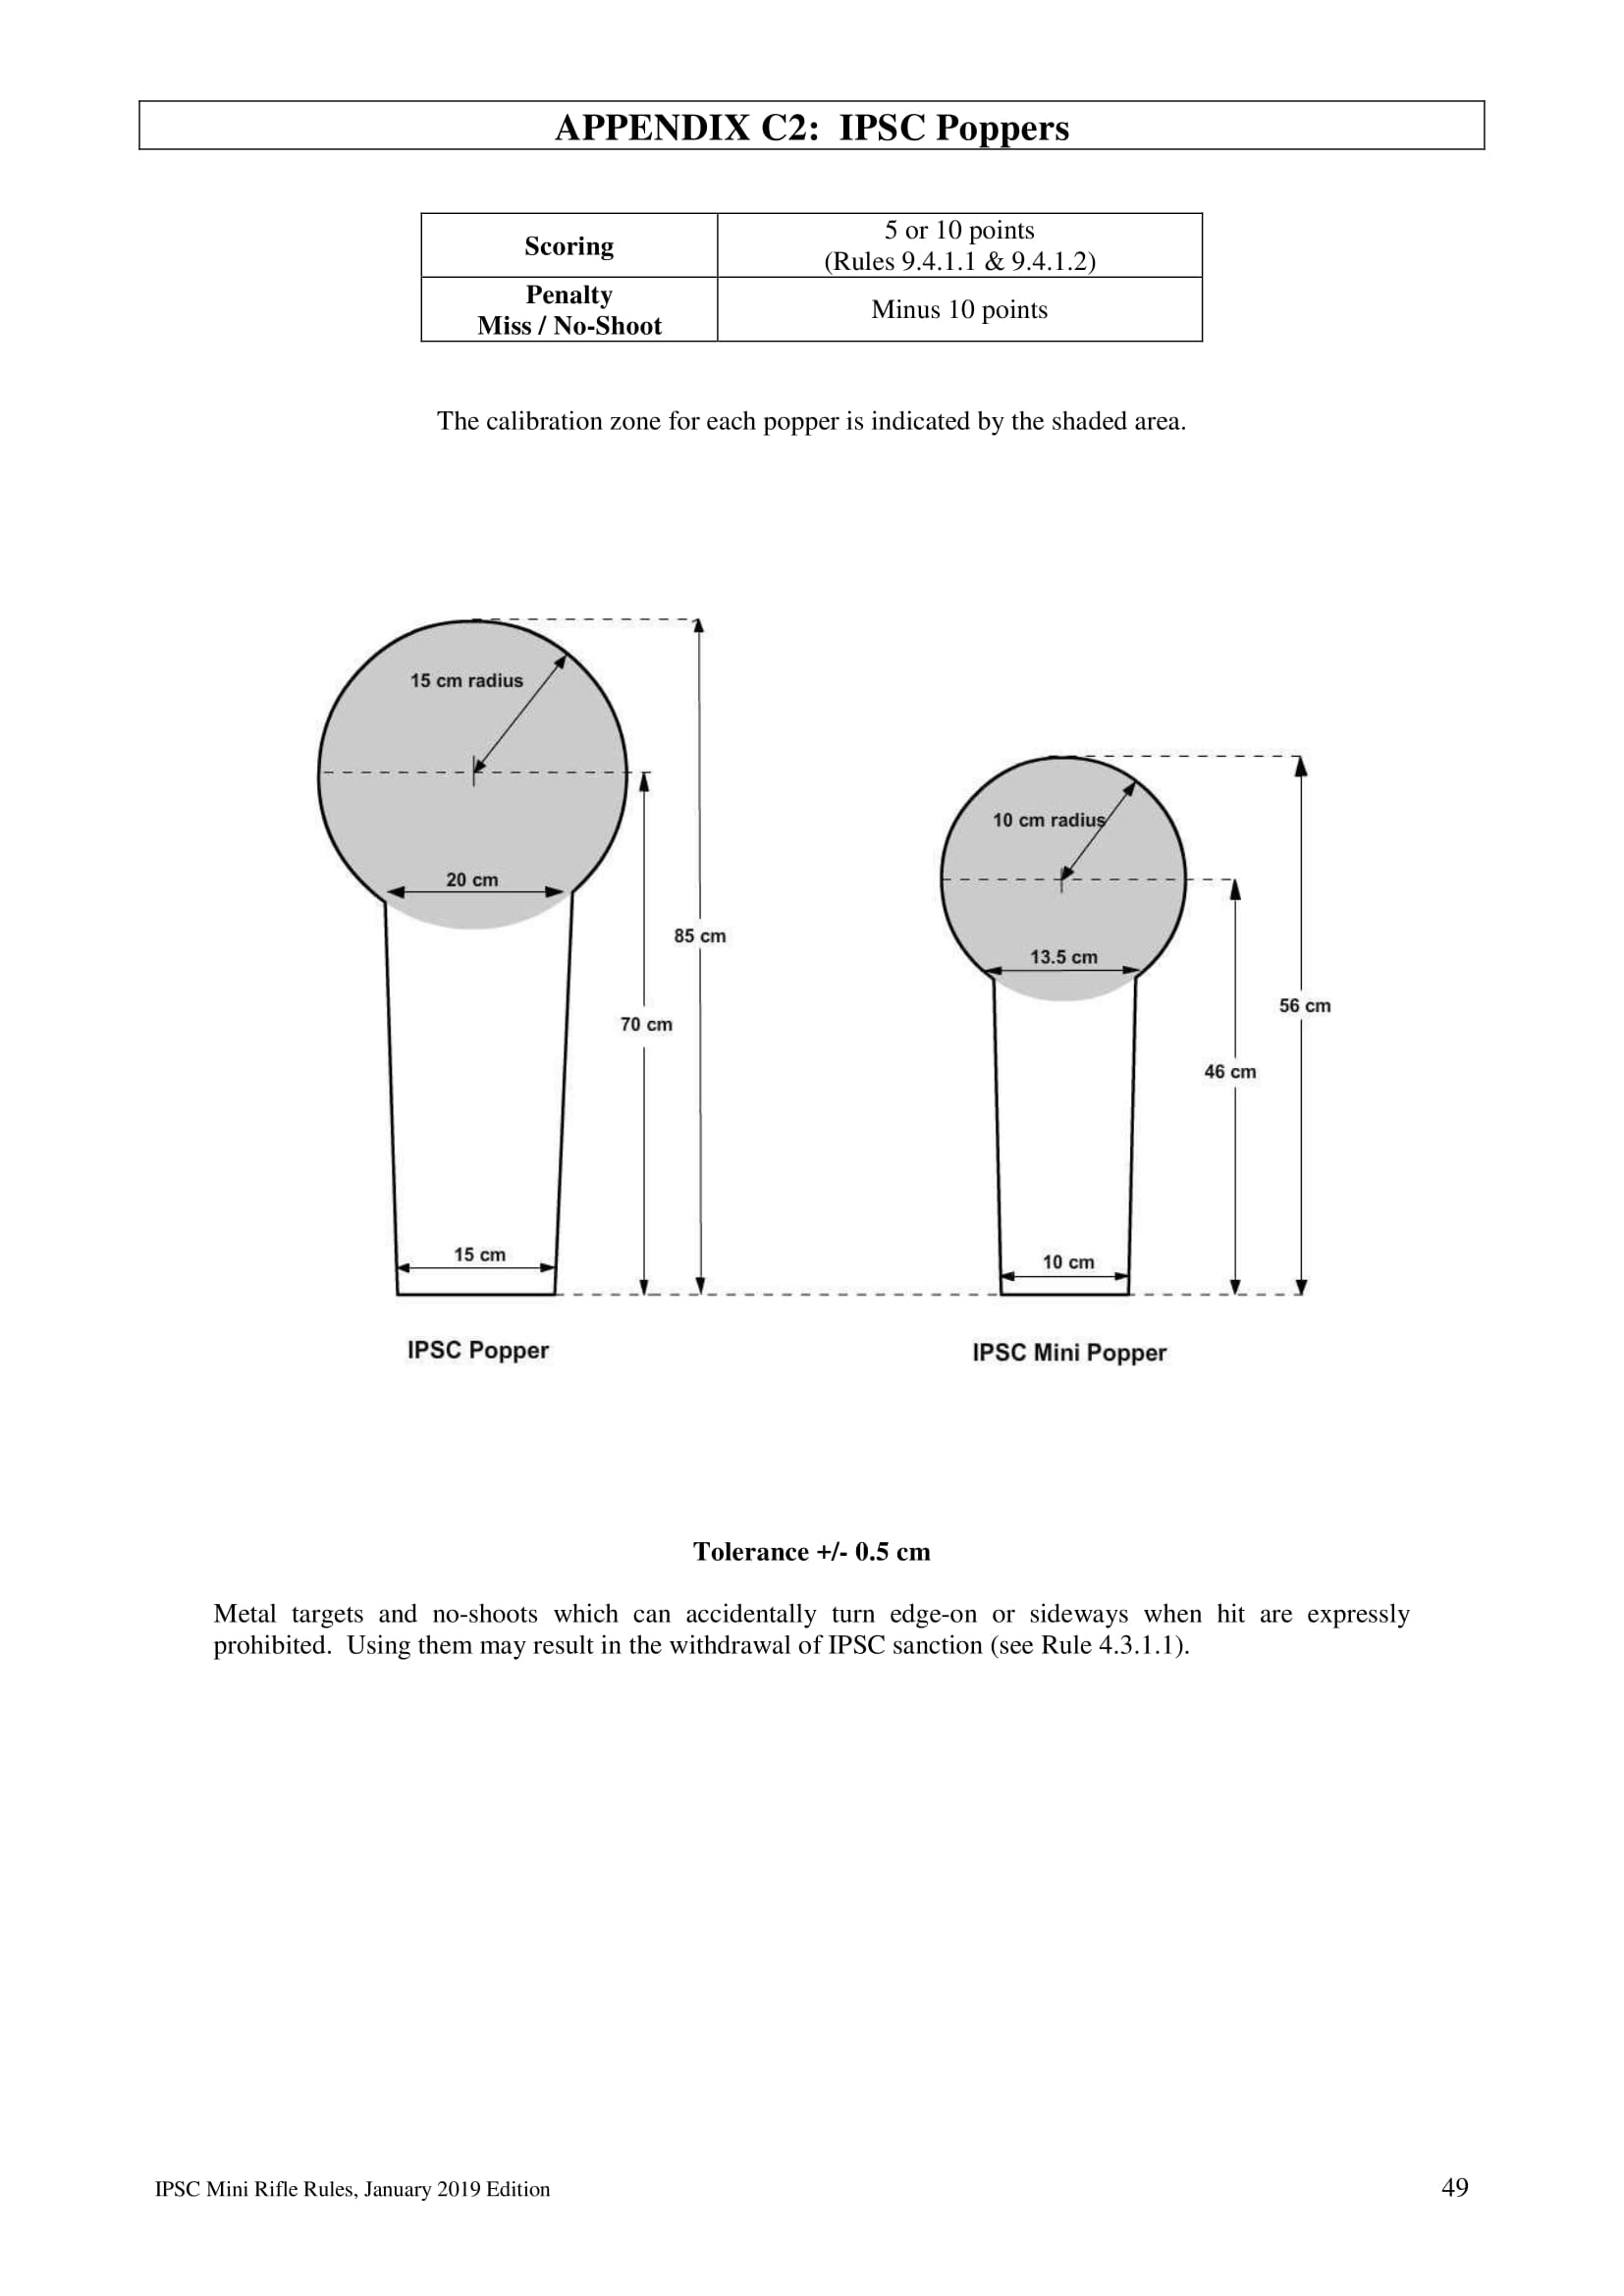 APPENDIX C2:  IPSC Poppers
Scoring
5 or 10 points
(Rules 9.4.1.1 & 9.4.1.2)
Penalty
Miss / No-Shoot
Minus 10 points
The calibration zone for each popper is indicated by the shaded area.
15 cm radius
20 cm
85 cm
70 cm
15 cm
IPSC Popper
10 cm radius
13.5 cm
56 cm
46 cm
10 cm
IPSC Mini Popper
Tolerance +/- 0.5 cm
Metal targets and no-shoots which can accidentally turn edge-on or sideways when hit are expressly
prohibited.  Using them may result in the withdrawal of IPSC sanction (see Rule 4.3.1.1).
IPSC Mini Rifle Rules, January 2019 Edition
49